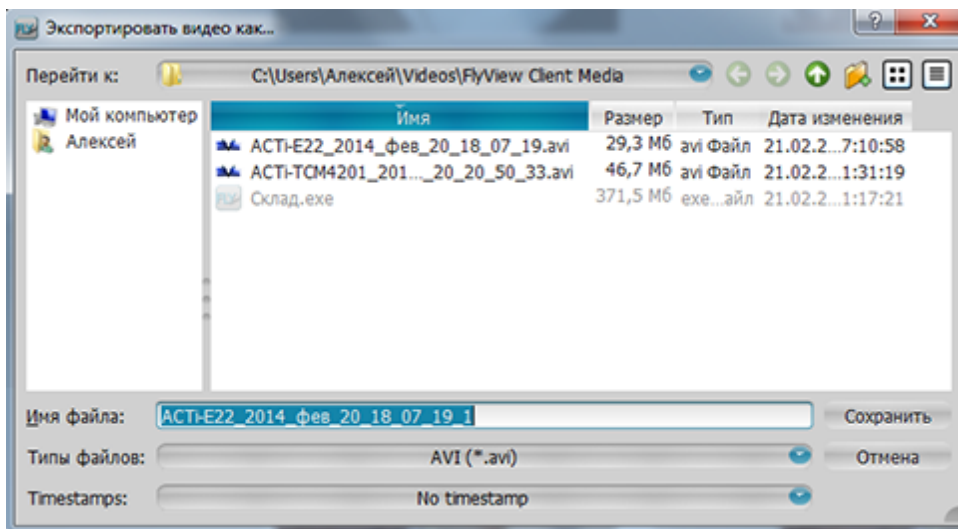 Экспортировать видео как...
Перейти к: C:\Users\Алексей\Videos\FlyView Client Media
Мой компьютер
Алексей
Имя Размер Тип Дата изменения
ACTi-E22_2014_фев_20_18_07_19.avi 29,3 Мб avi Файл 21.02.2...7:10:58
ACTi-TCM4201_201..._20_20_50_33.avi 46,7 Мб avi Файл 21.02.2...1:31:19
Склад.exe 371,5 Мб exe...айл 21.02.2...1:17:21
Имя файла: ACTi-E22_2014_фев_20_18_07_19_1 Сохранить
Типы файлов: AVI (*.avi) Отмена
Timestamps: No timestamp